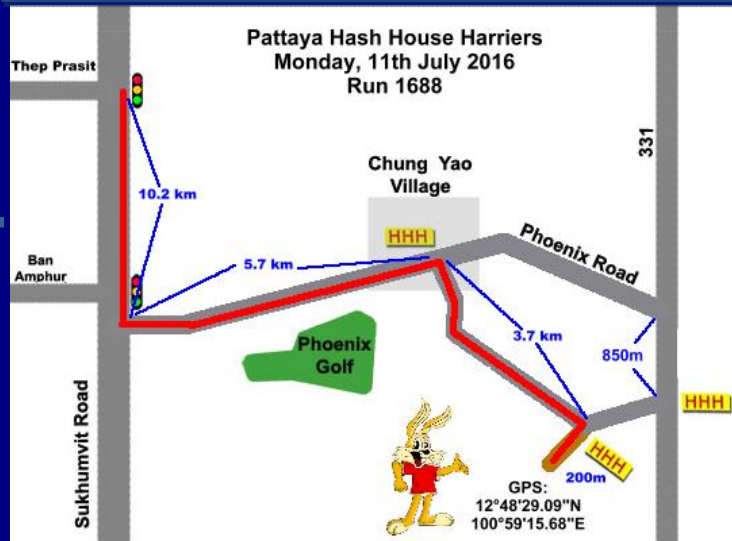 Pattaya Hash House Harriers
Monday, 11th July 2016
Run 1688
Thep Prasit
331
Chung Yao
Village
10.2 km
HHH
Phoenix Road
Ban
Amphur
5.7 km
3.7 km
850m
Phoenix
Golf
HHH
Sukhumvit Road
HHH
200m
GPS:
12°48'29.09"N
100°59'15.68"E